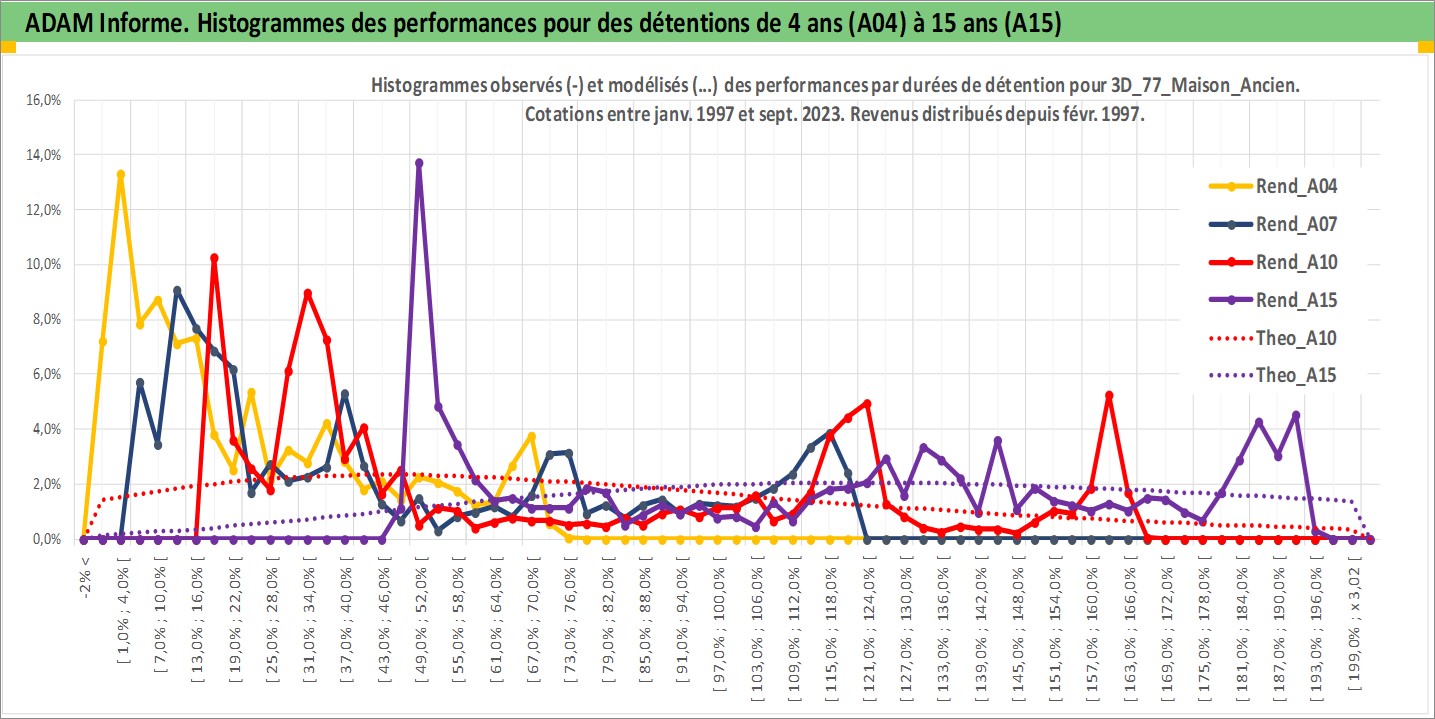 ADAM Informe. Histogrammes des performances pour des détentions de 4 ans (A04) à 15 ans (A15)
Histogrammes observés (-) et modélisés (...) des performances par durées de détention pour 3D_77_Maison_Ancien.
Cotations entre janv. 1997 et sept. 2023. Revenus distribués depuis févr. 1997.
16,0%
14,0%
12,0%
10,0%
8,0%
6,0%
4,0%
2,0%
0,0%
Rend_A04
Rend_A07
Rend_A10
Rend_A15
Theo_A10
Theo_A15
-2% <
[ 1,0% ; 4,0% [
[ 7,0% ; 10,0% [
[ 13,0% ; 16,0% [
[ 19,0% ; 22,0% [
[ 25,0% ; 28,0% [
[ 31,0% ; 34,0% [
[ 37,0% ; 40,0% [
[ 43,0% ; 46,0% [
[ 49,0% ; 52,0% [
[ 55,0% ; 58,0% [
[ 61,0% ; 64,0% [
[ 67,0% ; 70,0% [
[ 73,0% ; 76,0% [
[ 79,0% ; 82,0% [
[ 85,0% ; 88,0% [
[ 91,0% ; 94,0% [
[ 97,0% ; 100,0% [
[ 103,0% ; 106,0% [
[ 109,0% ; 112,0% [
[ 115,0% ; 118,0% [
[ 121,0% ; 124,0% [
[ 127,0% ; 130,0% [
[ 133,0% ; 136,0% [
[ 139,0% ; 142,0% [
[ 145,0% ; 148,0% [
[ 151,0% ; 154,0% [
[ 157,0% ; 160,0% [
[ 163,0% ; 166,0% [
[ 169,0% ; 172,0% [
[ 175,0% ; 178,0% [
[ 181,0% ; 184,0% [
[ 187,0% ; 190,0% [
[ 193,0% ; 196,0% [
[ 199,0% ; x 3,02 [